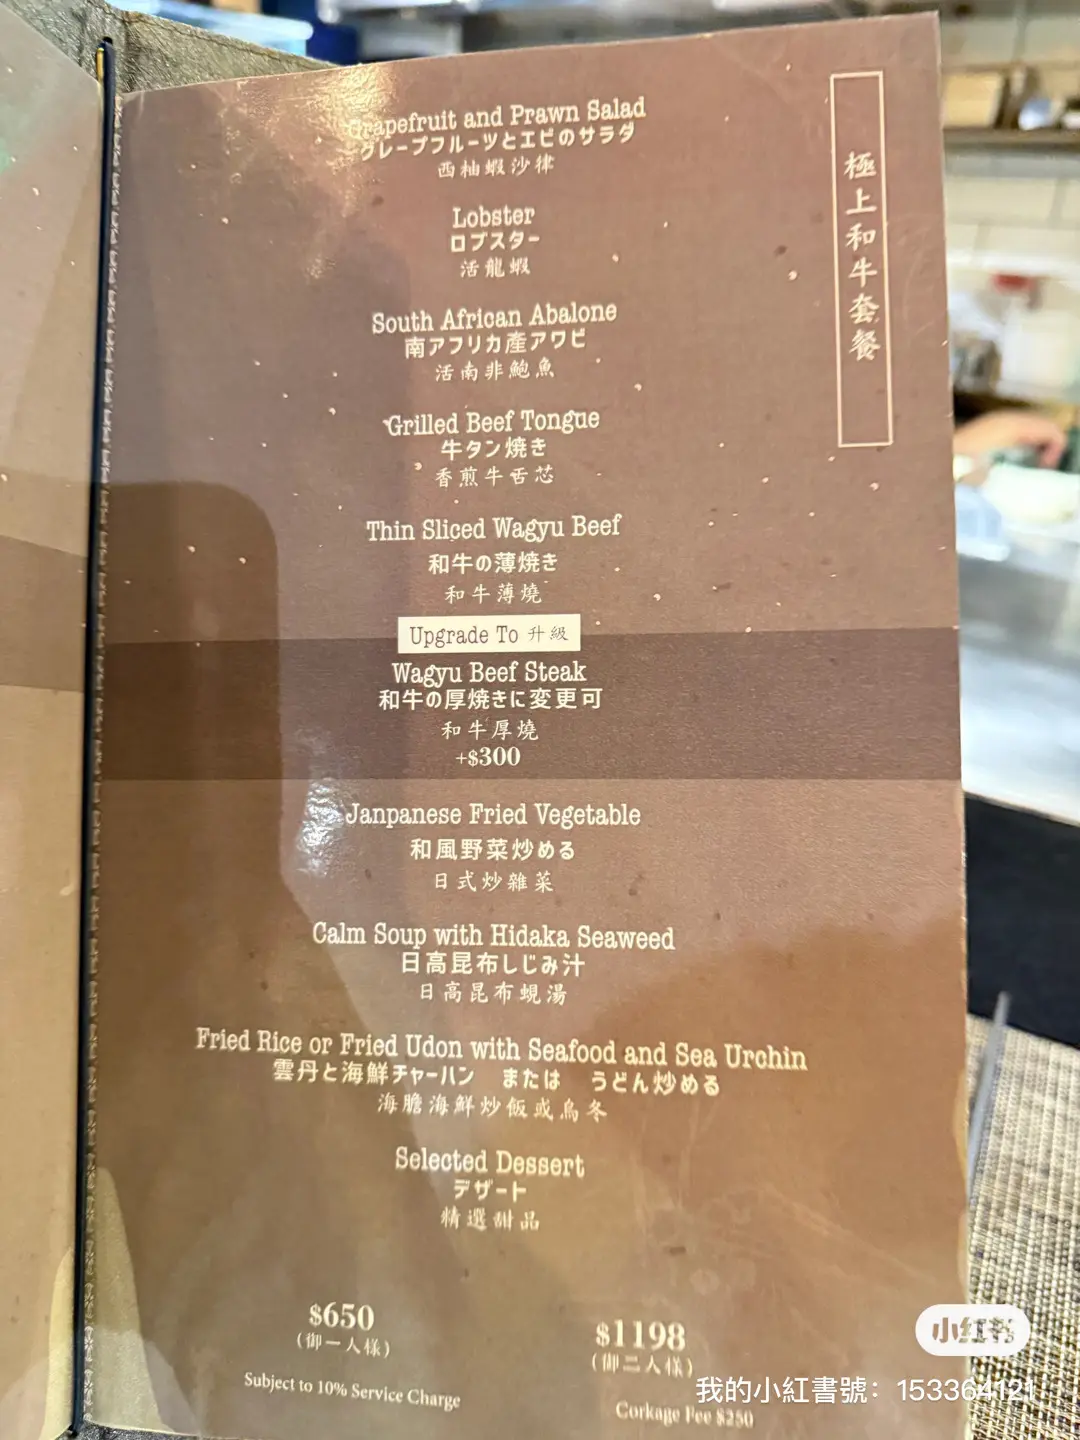 極上和牛套餐
Grapefruit and Prawn Salad
グレープフルーツとエビのサラダ
西柚蝦沙律
Lobster
ロブスター
活龍蝦
South African Abalone
南アフリカ産アワビ
活南非鮑魚
Grilled Beef Tongue
牛タン焼き
香煎牛舌芯
Thin Sliced Wagyu Beef
和牛の薄焼き
和牛薄燒
Upgrade To 升級
Wagyu Beef Steak
和牛の厚焼きに変更可
和牛厚燒
+$300
Janpanese Fried Vegetable
和風野菜炒める
日式炒雜菜
Calm Soup with Hidaka Seaweed
日高昆布しじみ汁
日高昆布蜆湯
Fried Rice or Fried Udon with Seafood and Sea Urchin
雲丹と海鮮チャーハン または うどん炒める
海膽海鮮炒飯或烏冬
Selected Dessert
デザート
精選甜品
$650
(御一人様)
Subject to 10% Service Charge
$1198
(御二人様)
Corkage Fee $250
小红书
我的小紅書號：153364121